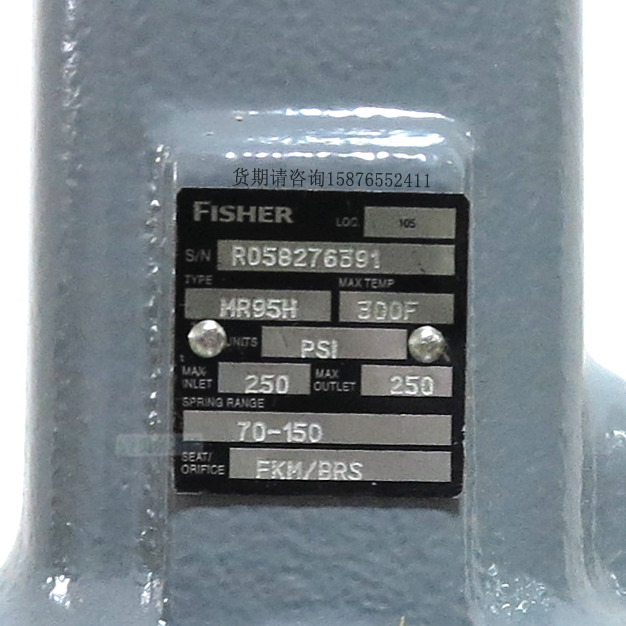 货期请咨询15876552411
FISHER
LOC. 105
S/N R058276391
TYPE MAX TEMP
MR95H 300F
UNITS PSI
MAX INLET 250 MAX OUTLET 250
SPRING RANGE
70-150
SEAT/
ORIFICE FKM/BRS